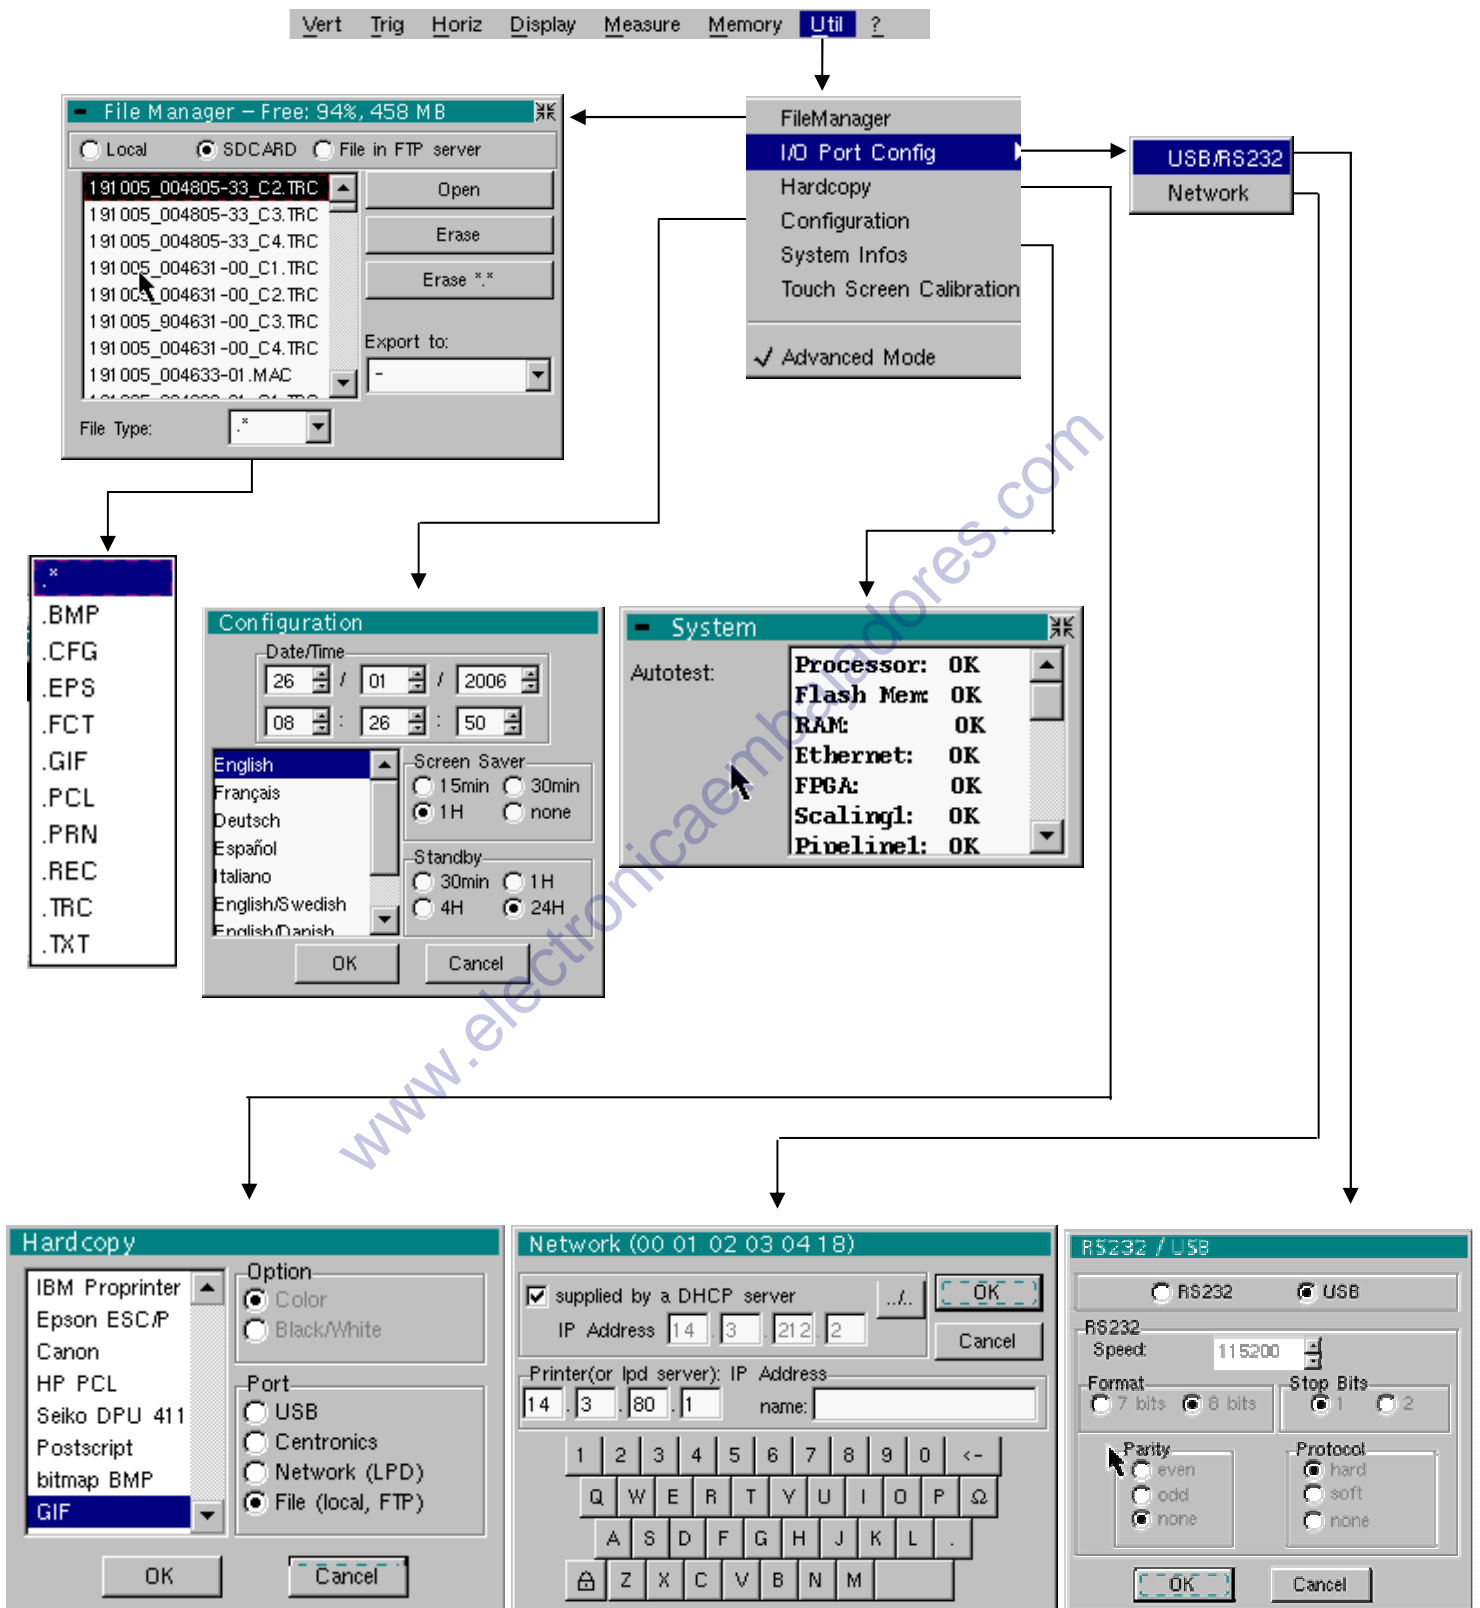 Vert Trig Horiz Display Measure Memory Util ?
File Manager – Free: 94%, 458 MB
Local SDCARD File in FTP server
191005_004805-33_C2.TRC
191005_004805-33_C3.TRC
191005_004805-33_C4.TRC
191005_004631-00_C1.TRC
191005_004631-00_C2.TRC
191005_904631-00_C3.TRC
191005_004631-00_C4.TRC
191005_004633-01.MAC
Open
Erase
Erase *.*
Export to:
-
File Type: .*
FileManager
I/O Port Config
Hardcopy
Configuration
System Infos
Touch Screen Calibration
✓ Advanced Mode
USB/RS232
Network
.*
.BMP
.CFG
.EPS
.FCT
.GIF
.PCL
.PRN
.REC
.TRC
.TXT
Configuration
Date/Time
26 / 01 / 2006
08 : 26 : 50
English
Français
Deutsch
Español
Italiano
English/Swedish
English/Danish
Screen Saver
15min 30min
1H none
Standby
30min 1H
4H 24H
OK Cancel
System
Autotest:
Processor: OK
Flash Mem: OK
RAM: OK
Ethernet: OK
FPGA: OK
Scaling1: OK
Pipeline1: OK
www.electronicaembajadores.com
Hardcopy
IBM Proprinter
Epson ESC/P
Canon
HP PCL
Seiko DPU 411
Postscript
bitmap BMP
GIF
Option
Color
Black/White
Port
USB
Centronics
Network (LPD)
File (local, FTP)
OK Cancel
Network (00 01 02 03 04 18)
supplied by a DHCP server ../..
IP Address 14 . 3 . 212 . 2
OK
Cancel
Printer(or lpd server): IP Address
14 . 3 . 80 . 1 name:
1 2 3 4 5 6 7 8 9 0 <-
Q W E R T Y U I O P Ω
A S D F G H J K L .
Z X C V B N M
RS232 / USB
RS232 USB
RS232
Speed: 115200
Format
7 bits 8 bits
Stop Bits
1 2
Parity
even
odd
none
Protocol
hard
soft
none
OK Cancel